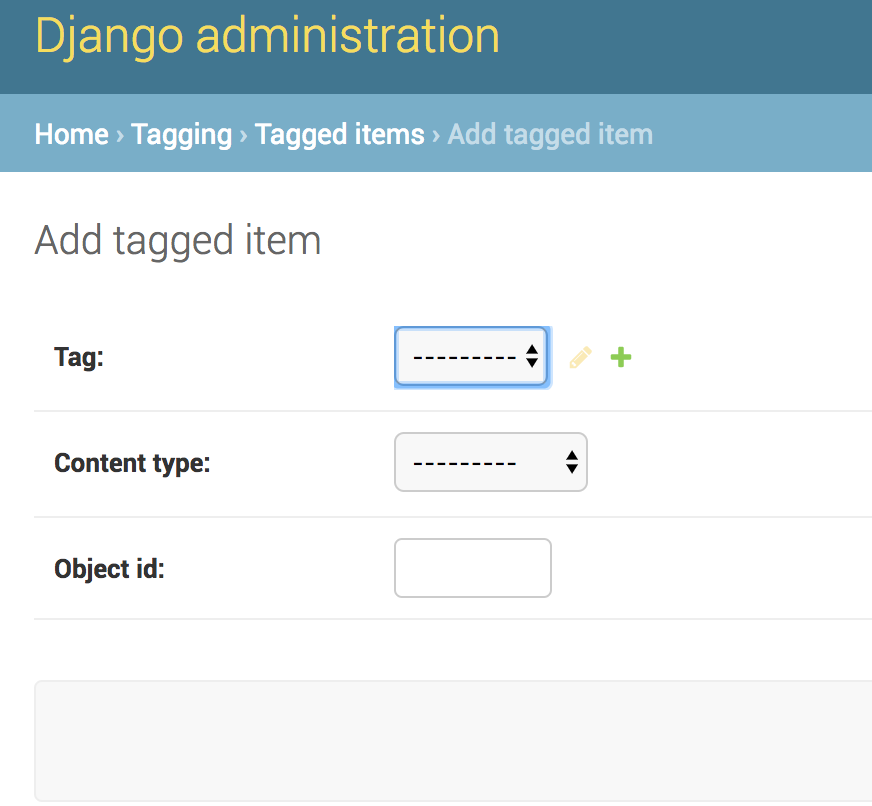 Django administration
Home › Tagging › Tagged items › Add tagged item
Add tagged item
Tag: ---------
Content type: ---------
Object id: